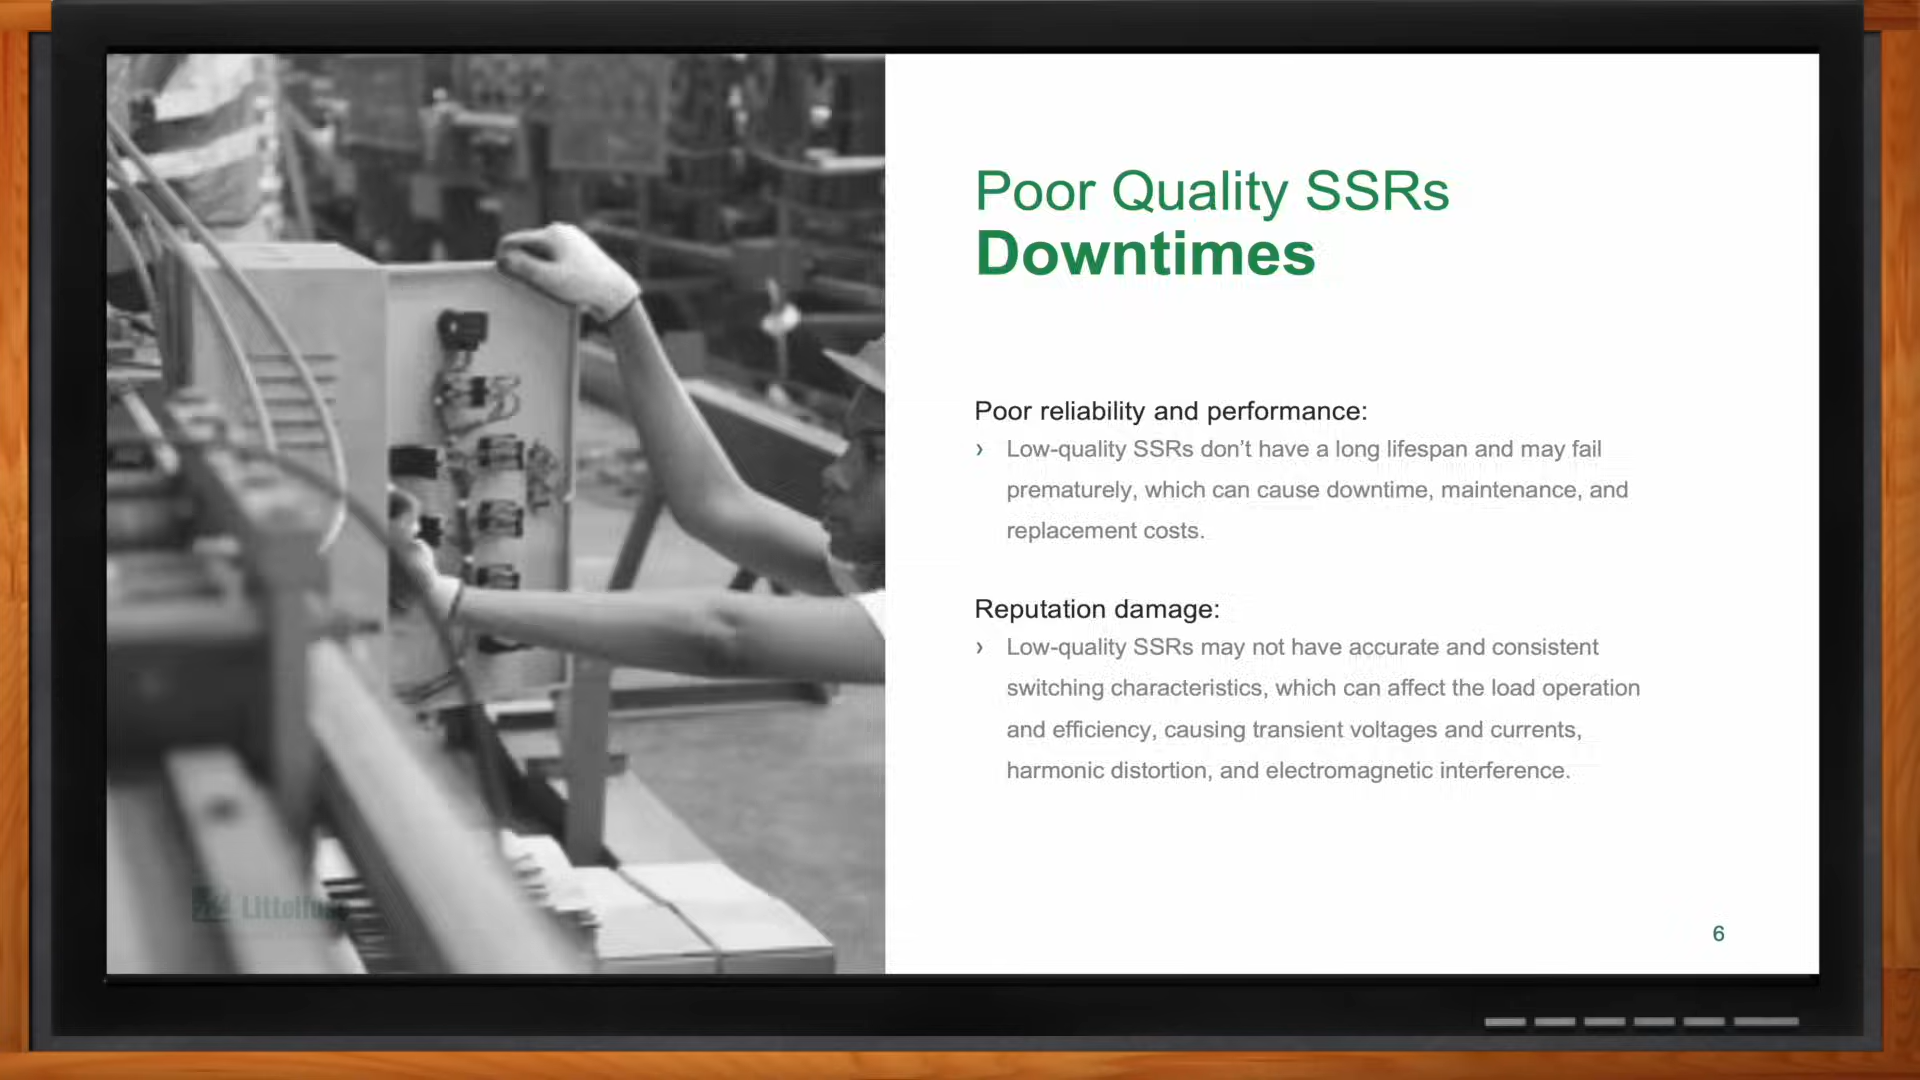 Poor Quality SSRs
Downtimes
Poor reliability and performance:
› Low-quality SSRs don’t have a long lifespan and may fail
prematurely, which can cause downtime, maintenance, and
replacement costs.
Reputation damage:
› Low-quality SSRs may not have accurate and consistent
switching characteristics, which can affect the load operation
and efficiency, causing transient voltages and currents,
harmonic distortion, and electromagnetic interference.
Littelfuse
6